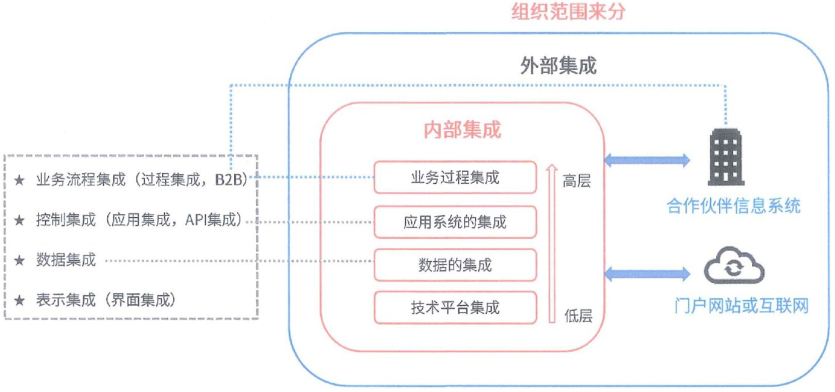 组织范围来分
外部集成
内部集成
★ 业务流程集成（过程集成，B2B）
★ 控制集成（应用集成，API集成）
★ 数据集成
★ 表示集成（界面集成）
业务过程集成
应用系统的集成
数据的集成
技术平台集成
高层
低层
合作伙伴信息系统
门户网站或互联网